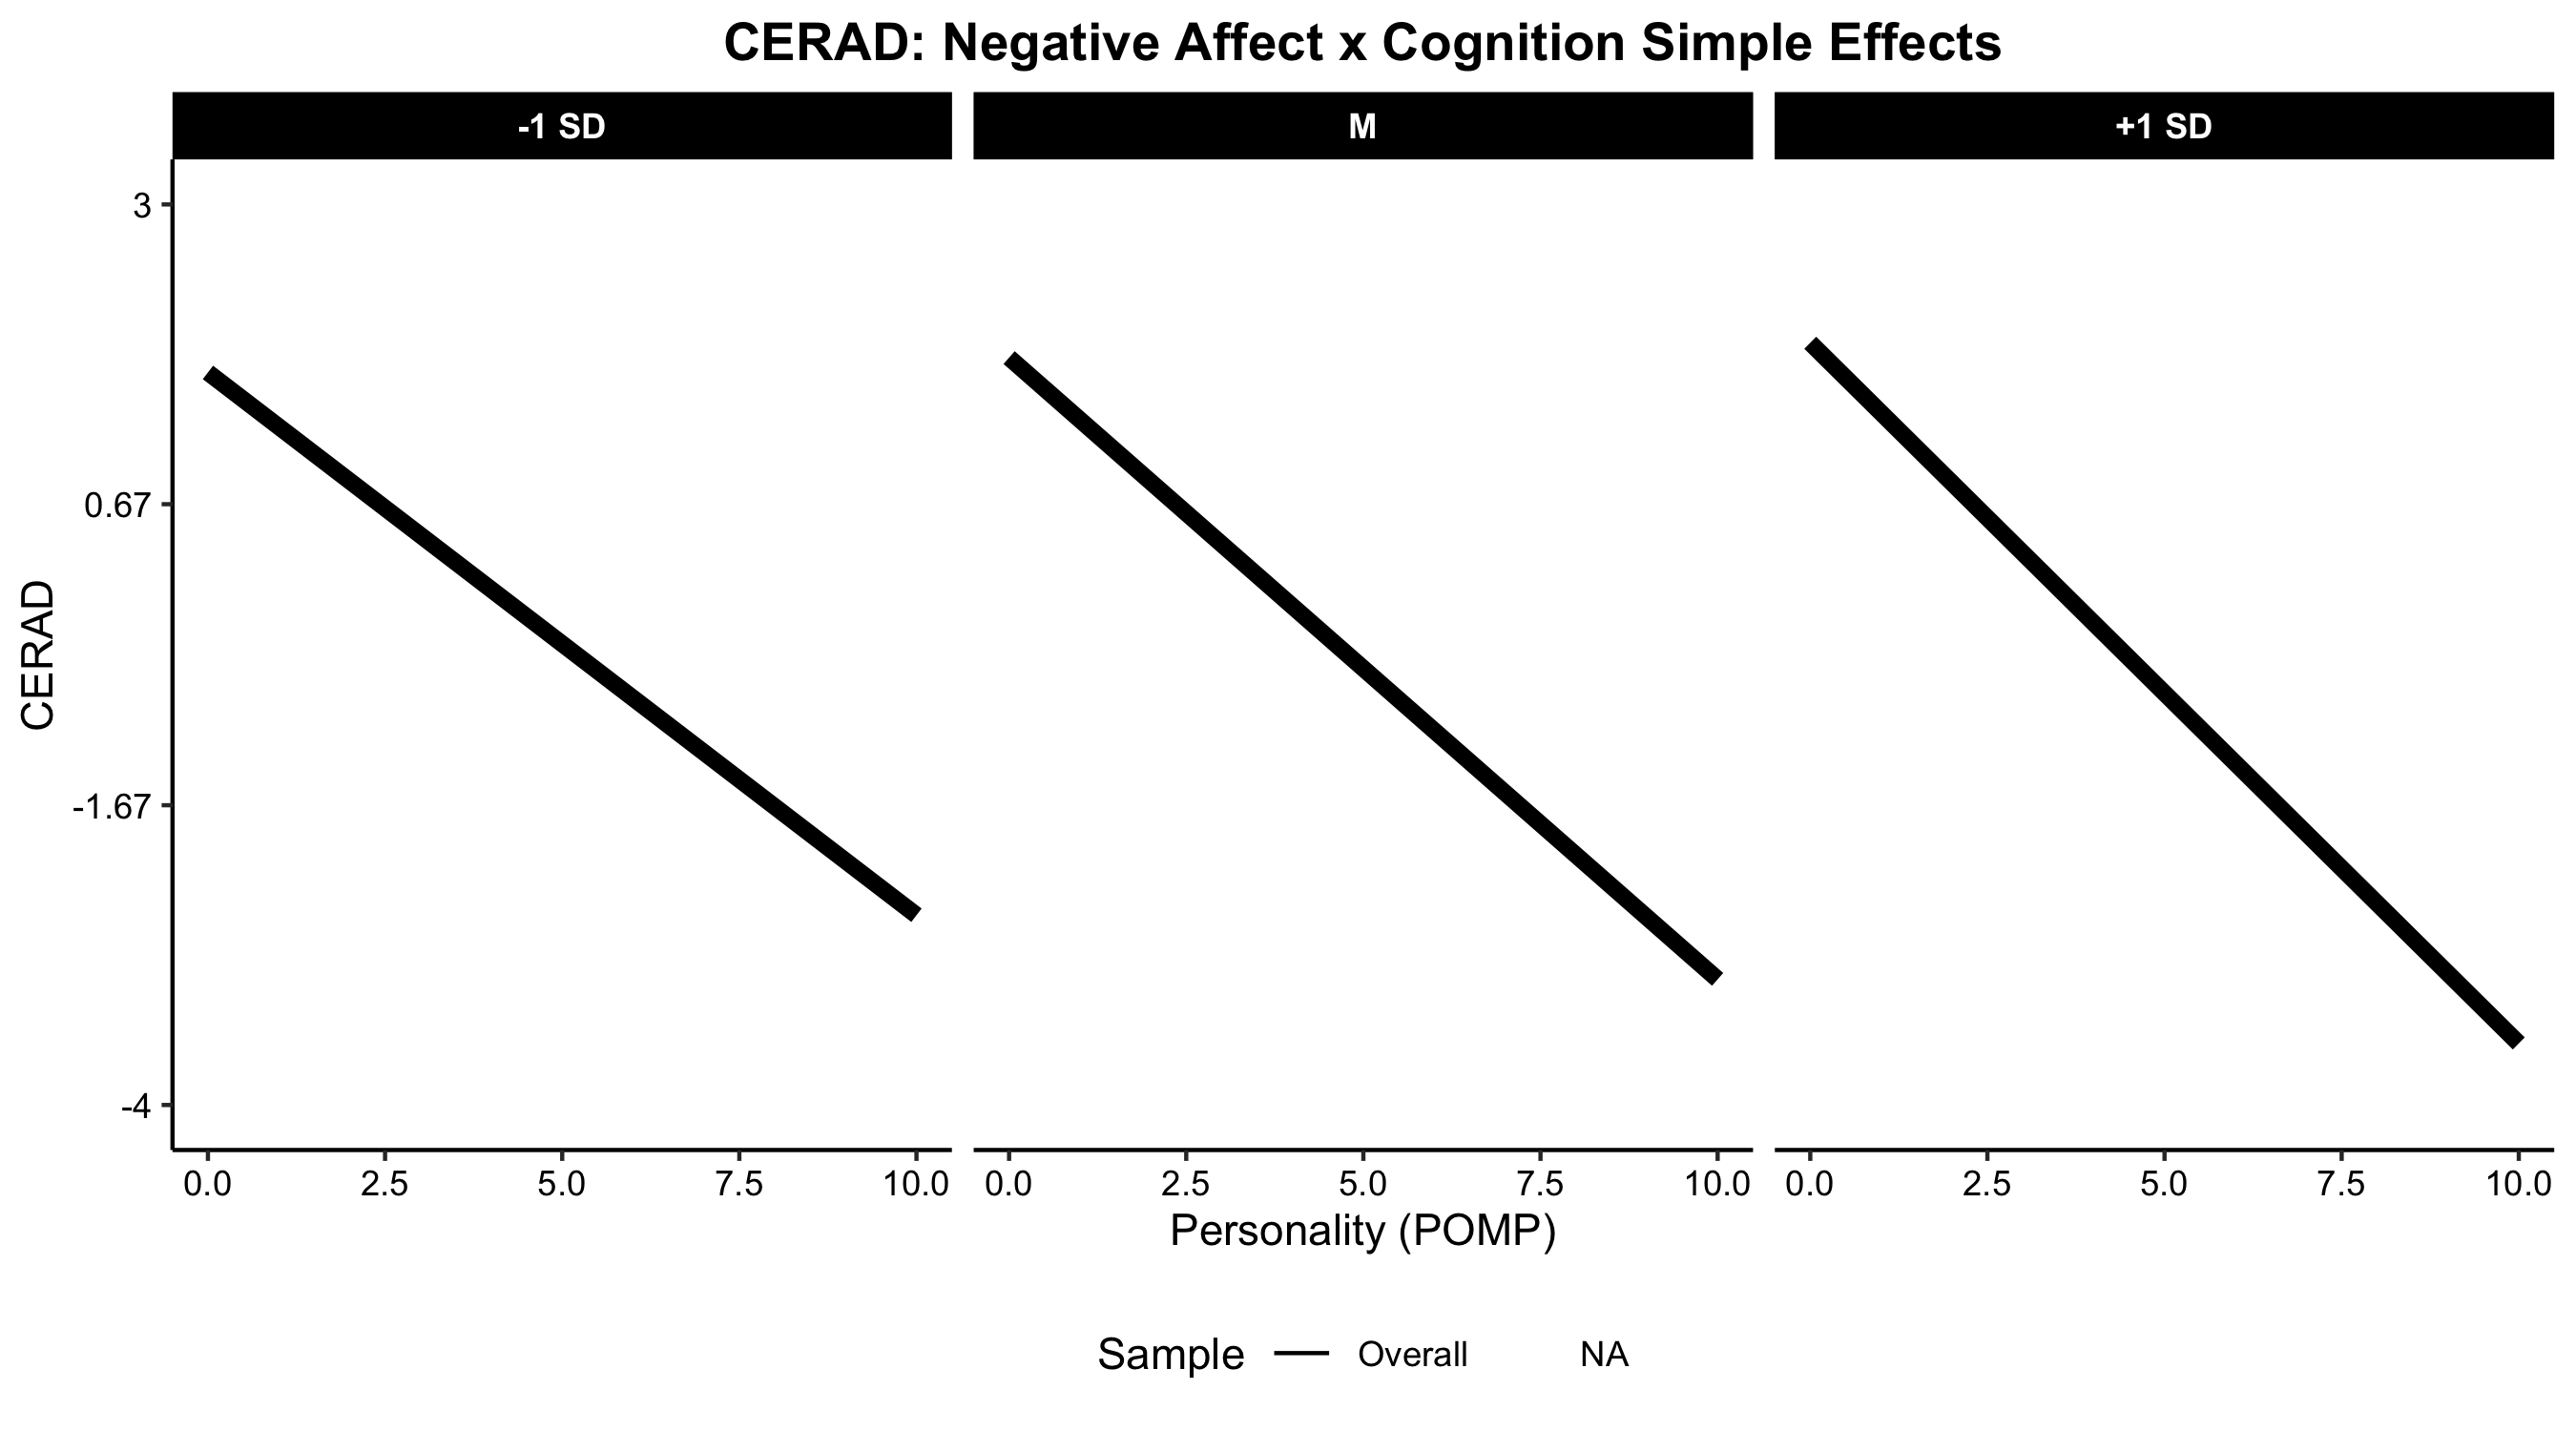 CERAD: Negative Affect x Cognition Simple Effects
-1 SD
M
+1 SD
3
0.67
-1.67
-4
CERAD
0.0 2.5 5.0 7.5 10.0 0.0 2.5 5.0 7.5 10.0 0.0 2.5 5.0 7.5 10.0
Personality (POMP)
Sample Overall NA